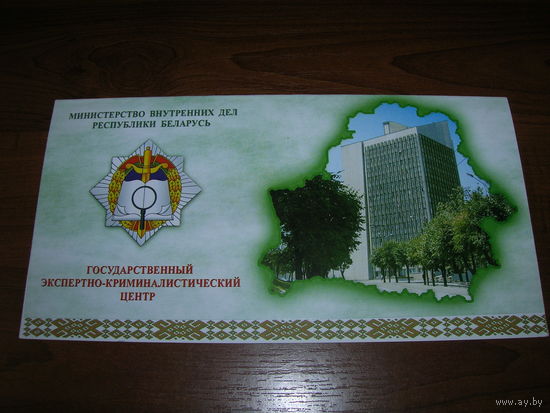 МИНИСТЕРСТВО ВНУТРЕННИХ ДЕЛ
РЕСПУБЛИКИ БЕЛАРУСЬ
ГОСУДАРСТВЕННЫЙ
ЭКСПЕРТНО-КРИМИНАЛИСТИЧЕСКИЙ
ЦЕНТР
www.ay.by